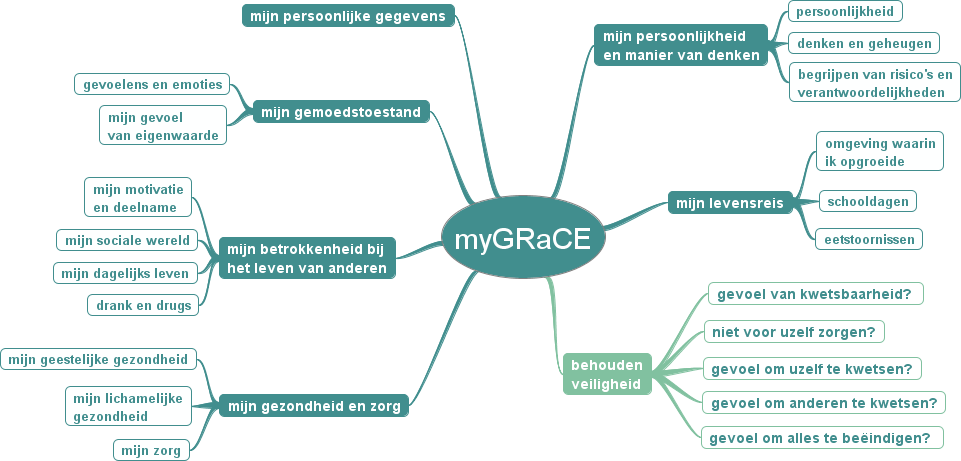 mijn persoonlijke gegevens
mijn persoonlijkheid
en manier van denken
persoonlijkheid
denken en geheugen
begrijpen van risico's en
verantwoordelijkheden
gevoelens en emoties
mijn gevoel
van eigenwaarde
mijn gemoedstoestand
omgeving waarin
ik opgroeide
mijn levensreis
schooldagen
eetstoornissen
mijn motivatie
en deelname
mijn sociale wereld
mijn dagelijks leven
drank en drugs
mijn betrokkenheid bij
het leven van anderen
myGRaCE
gevoel van kwetsbaarheid?
niet voor uzelf zorgen?
behouden
veiligheid
gevoel om uzelf te kwetsen?
gevoel om anderen te kwetsen?
gevoel om alles te beëindigen?
mijn geestelijke gezondheid
mijn lichamelijke
gezondheid
mijn zorg
mijn gezondheid en zorg